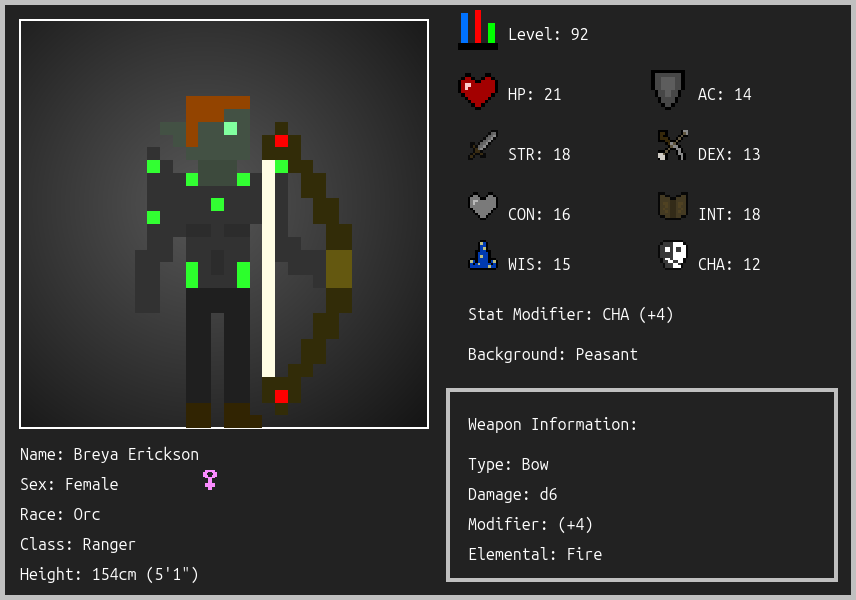 Level: 92
HP: 21
AC: 14
STR: 18
DEX: 13
CON: 16
INT: 18
WIS: 15
CHA: 12
Stat Modifier: CHA (+4)
Background: Peasant
Name: Breya Erickson
Sex: Female
Race: Orc
Class: Ranger
Height: 154cm (5'1")
Weapon Information:
Type: Bow
Damage: d6
Modifier: (+4)
Elemental: Fire